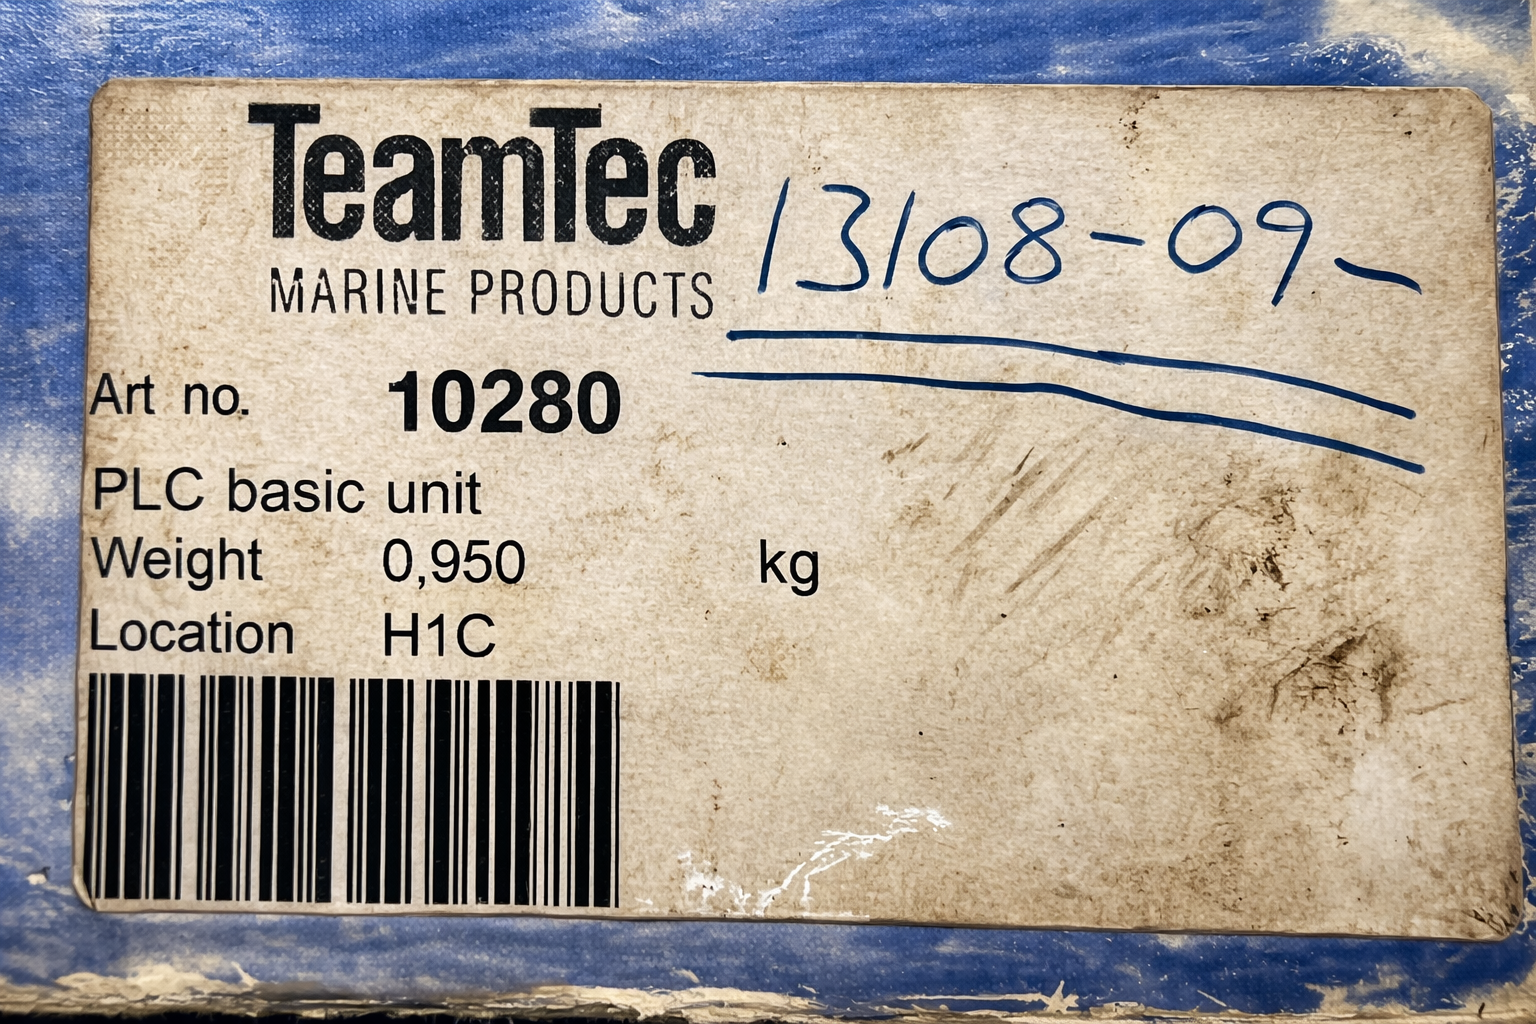 TeamTec
MARINE PRODUCTS
13108-09-
Art no. 10280
PLC basic unit
Weight 0,950 kg
Location H1C